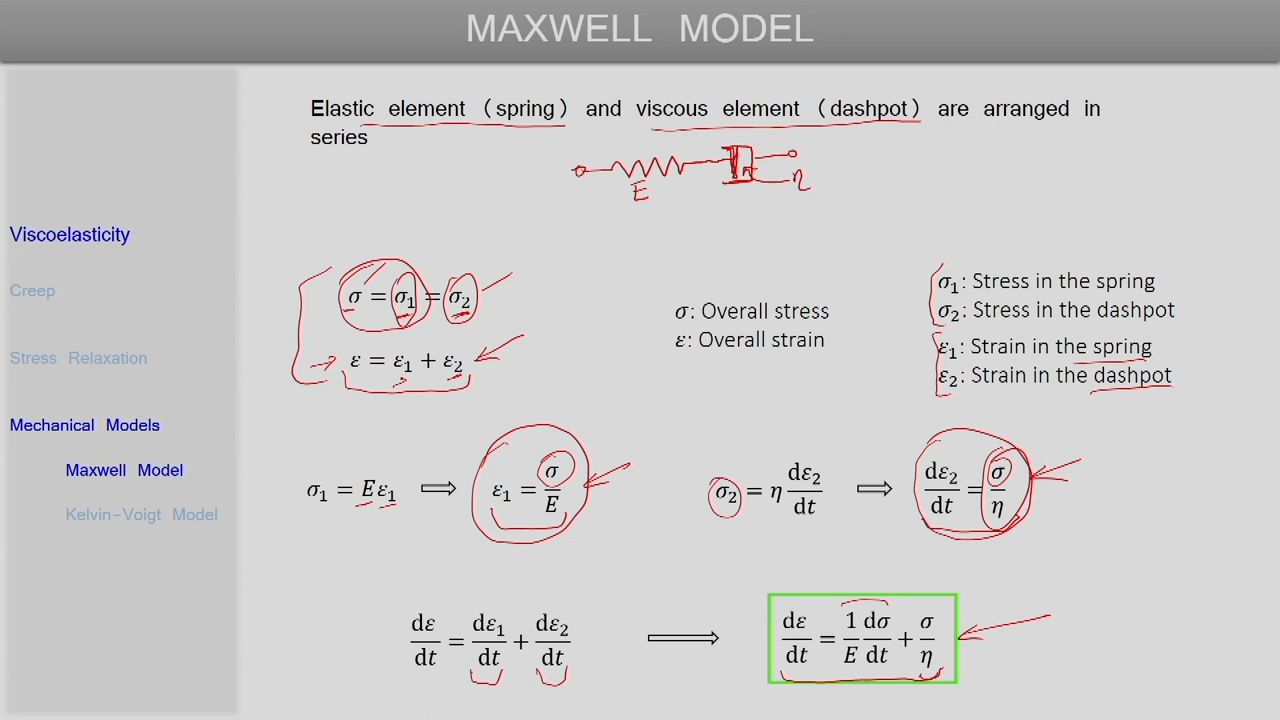 MAXWELL MODEL
Elastic element (spring) and viscous element (dashpot) are arranged in
series
E
η
Viscoelasticity
Creep
Stress Relaxation
Mechanical Models
Maxwell Model
Kelvin-Voigt Model
σ = σ₁ = σ₂
ε = ε₁ + ε₂
σ: Overall stress
ε: Overall strain
σ₁: Stress in the spring
σ₂: Stress in the dashpot
ε₁: Strain in the spring
ε₂: Strain in the dashpot
σ₁ = Eε₁ ⟹ ε₁ = σ/E
σ₂ = η dε₂/dt ⟹ dε₂/dt = σ/η
dε/dt = dε₁/dt + dε₂/dt ⟹ dε/dt = 1/E dσ/dt + σ/η